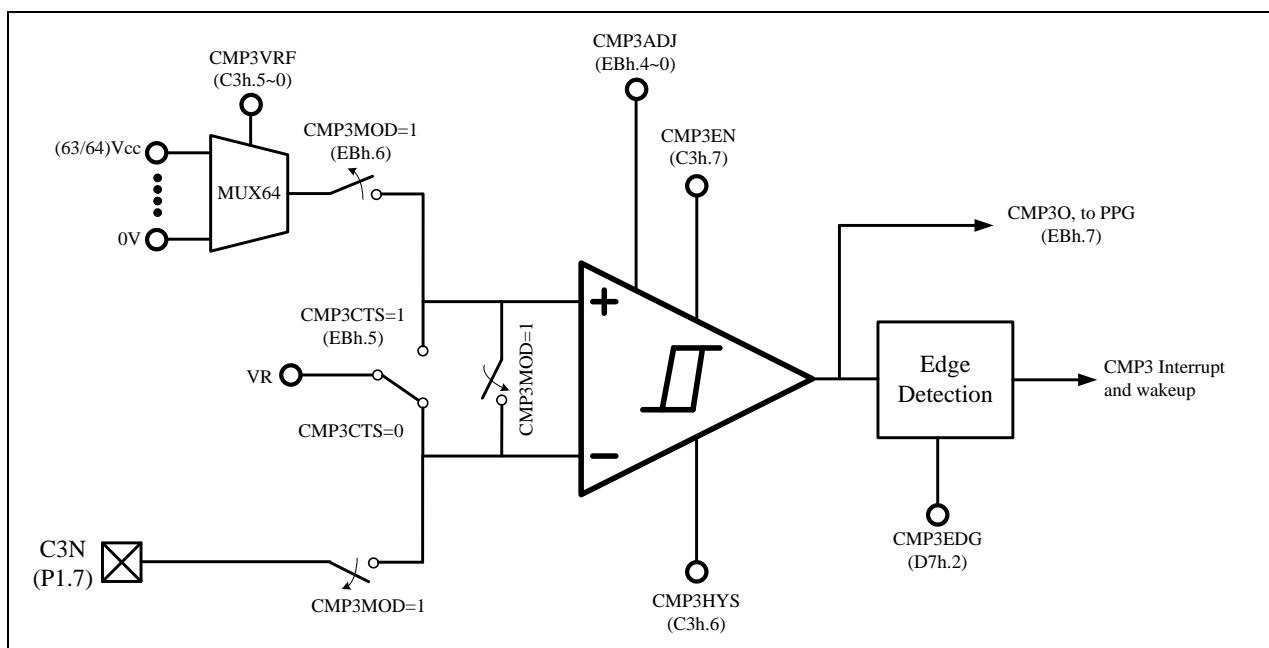 CMP3VRF
(C3h.5~0)
CMP3ADJ
(EBh.4~0)
(63/64)Vcc
MUX64
0V
CMP3MOD=1
(EBh.6)
CMP3EN
(C3h.7)
CMP3O, to PPG
(EBh.7)
CMP3CTS=1
(EBh.5)
VR
CMP3CTS=0
CMP3MOD=1
+
−
Edge
Detection
CMP3 Interrupt
and wakeup
C3N
(P1.7)
CMP3MOD=1
CMP3HYS
(C3h.6)
CMP3EDG
(D7h.2)